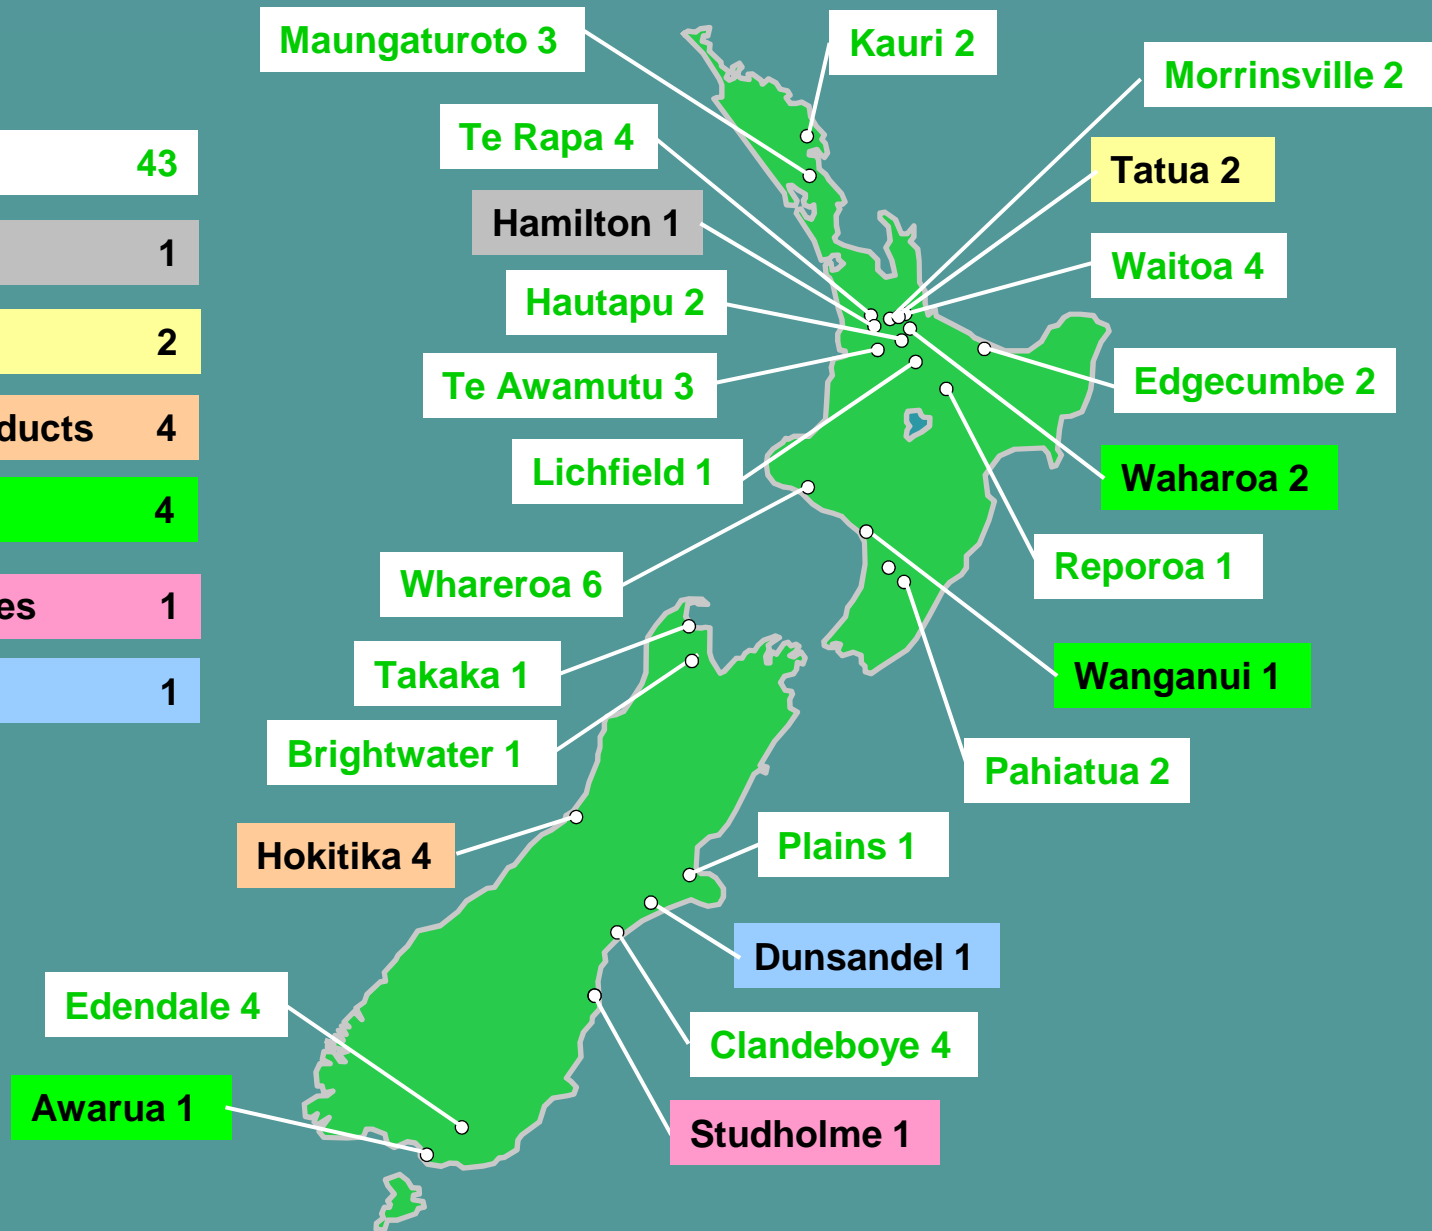 Maungaturoto 3
Kauri 2
Morrinsville 2
Te Rapa 4
43
Tatua 2
Hamilton 1
1
Waitoa 4
Hautapu 2
2
Te Awamutu 3
Edgecumbe 2
ducts 4
Lichfield 1
Waharoa 2
4
Reporoa 1
Whareroa 6
es 1
Takaka 1
Wanganui 1
1
Brightwater 1
Pahiatua 2
Hokitika 4
Plains 1
Dunsandel 1
Edendale 4
Clandeboye 4
Awarua 1
Studholme 1